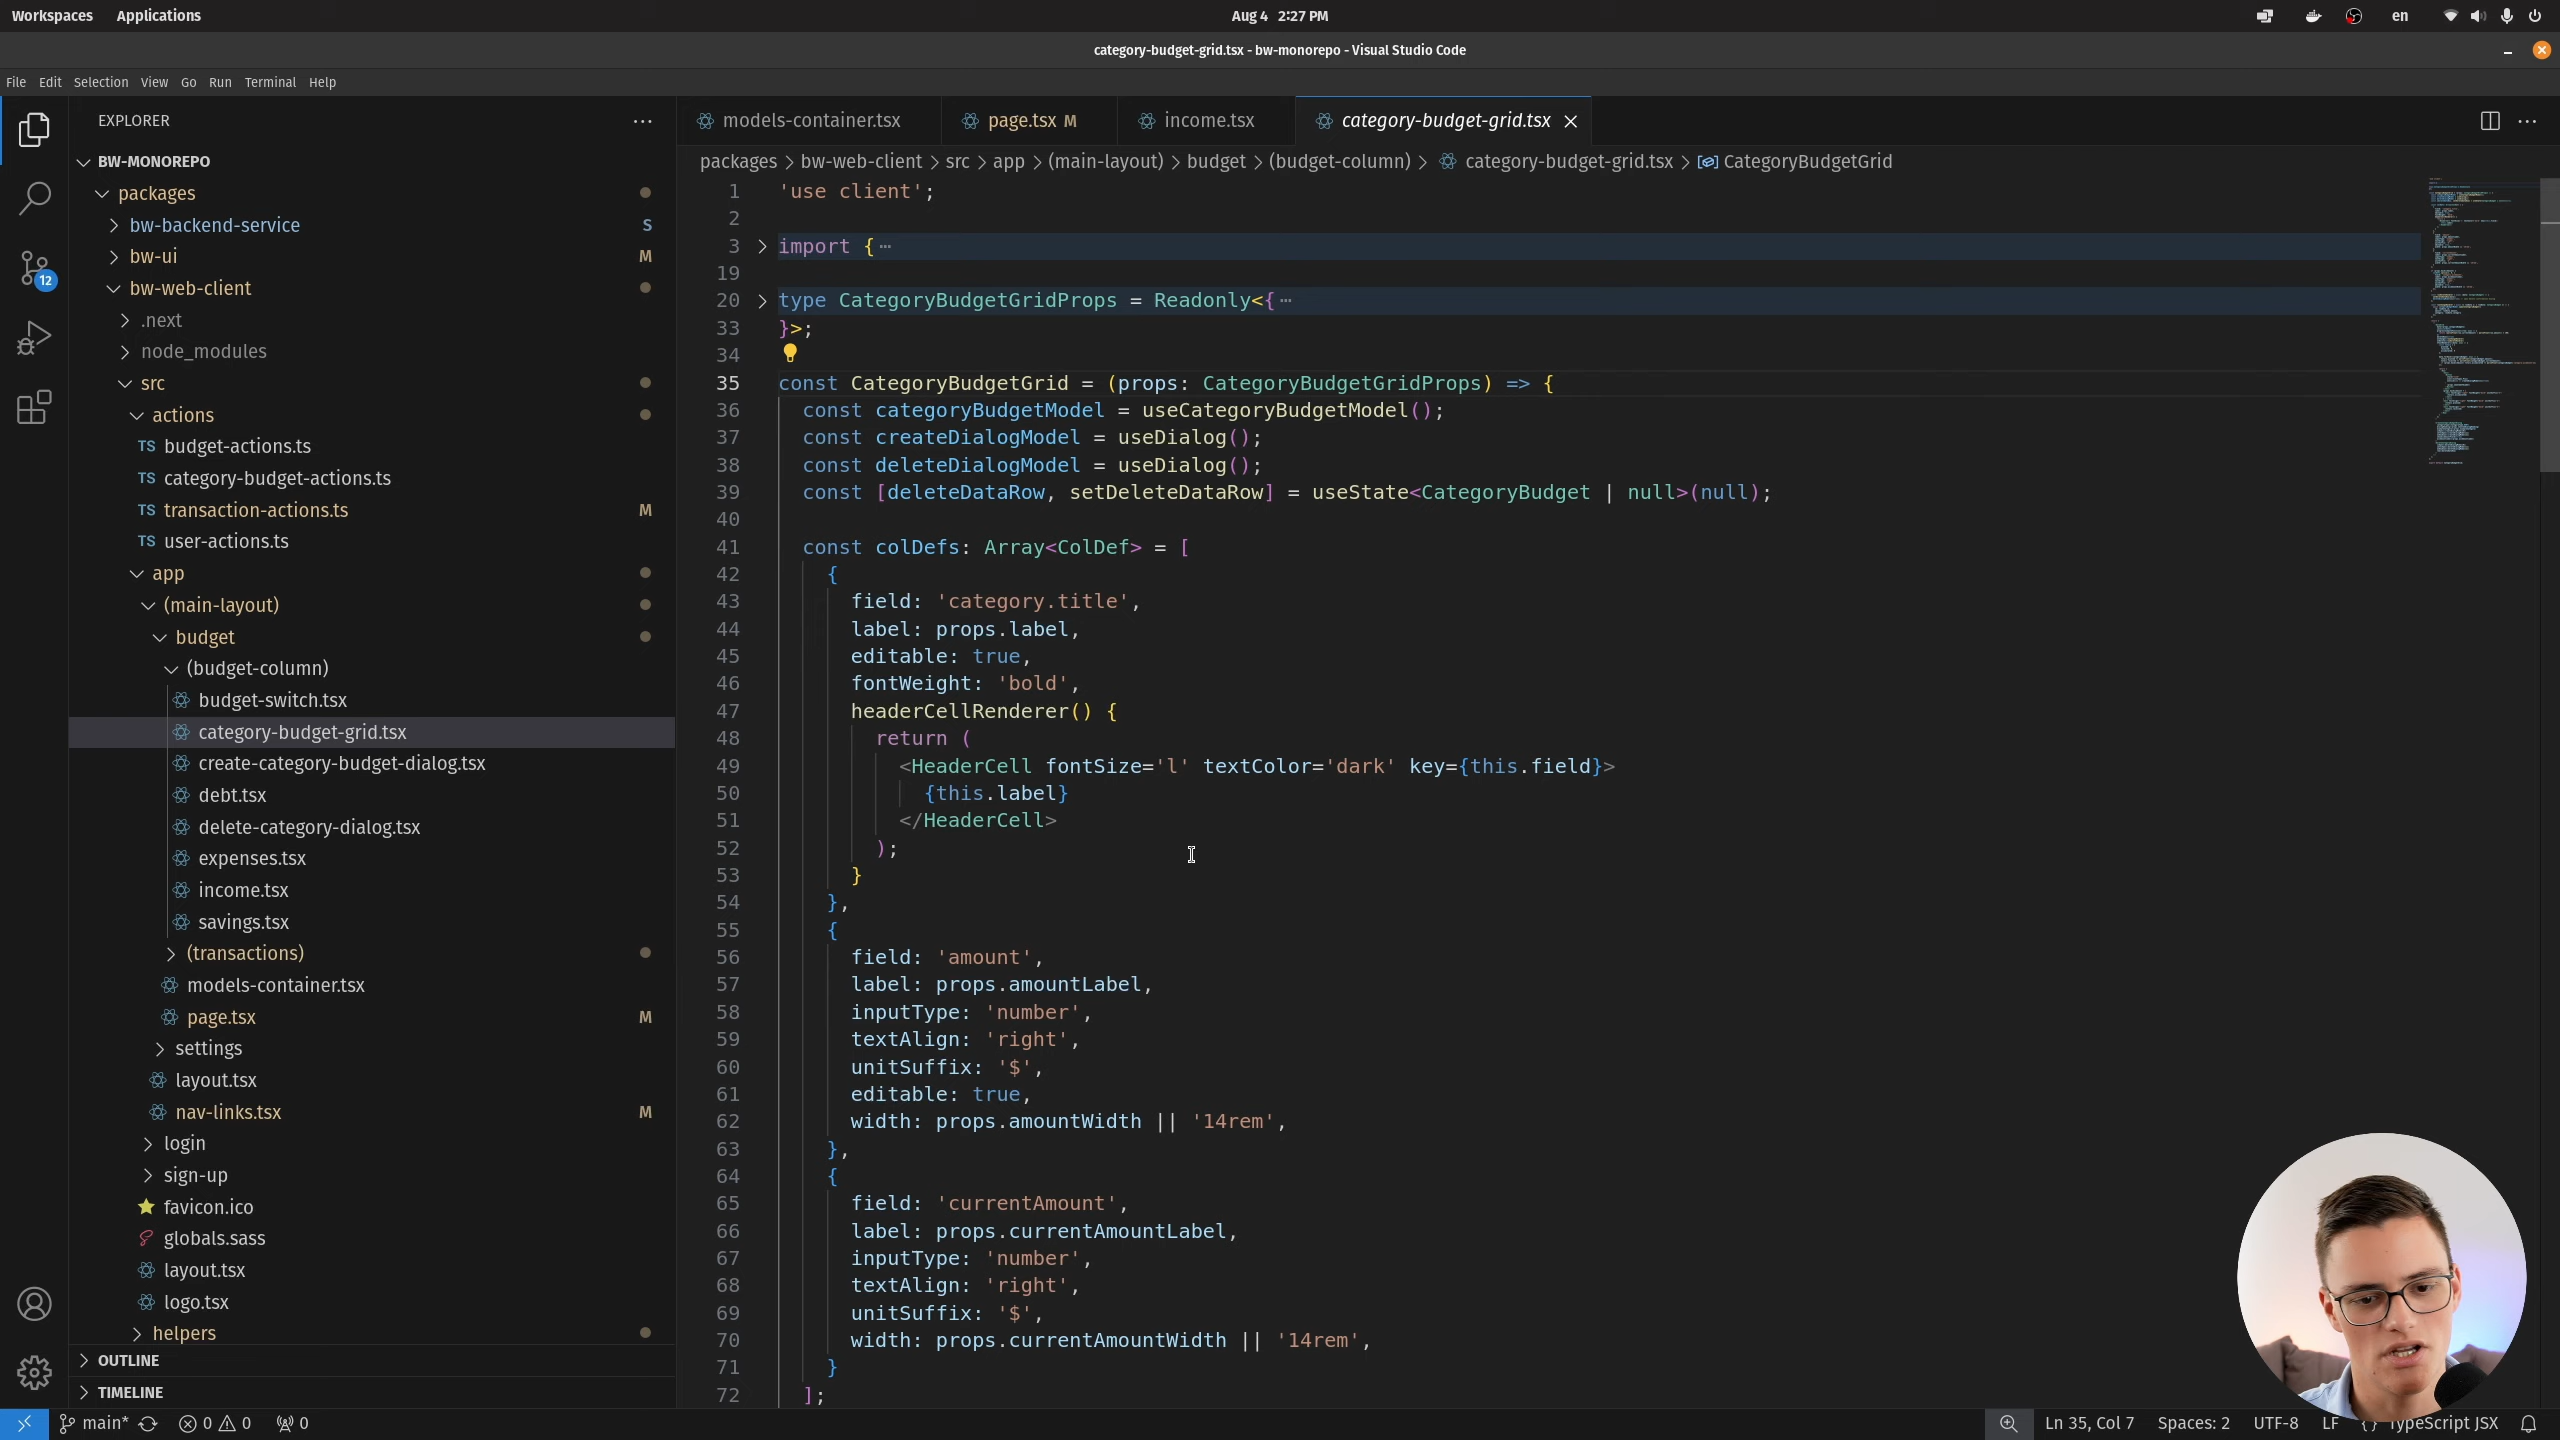 Workspaces Applications Aug 4 2:27 PM en
category-budget-grid.tsx - bw-monorepo - Visual Studio Code
File Edit Selection View Go Run Terminal Help
EXPLORER
BW-MONOREPO
packages
bw-backend-service S
bw-ui M
bw-web-client
.next
node_modules
src
actions
TS budget-actions.ts
TS category-budget-actions.ts
TS transaction-actions.ts M
TS user-actions.ts
app
(main-layout)
budget
(budget-column)
budget-switch.tsx
category-budget-grid.tsx
create-category-budget-dialog.tsx
debt.tsx
delete-category-dialog.tsx
expenses.tsx
income.tsx
savings.tsx
(transactions)
models-container.tsx
page.tsx M
settings
layout.tsx
nav-links.tsx M
login
sign-up
favicon.ico
globals.sass
layout.tsx
logo.tsx
helpers
OUTLINE
TIMELINE
12
models-container.tsx page.tsx M income.tsx category-budget-grid.tsx
packages > bw-web-client > src > app > (main-layout) > budget > (budget-column) > category-budget-grid.tsx > CategoryBudgetGrid
1 'use client';
2
3 import { ⋯
19
20 type CategoryBudgetGridProps = Readonly<{ ⋯
33 }>;
34
35 const CategoryBudgetGrid = (props: CategoryBudgetGridProps) => {
36 const categoryBudgetModel = useCategoryBudgetModel();
37 const createDialogModel = useDialog();
38 const deleteDialogModel = useDialog();
39 const [deleteDataRow, setDeleteDataRow] = useState<CategoryBudget | null>(null);
40
41 const colDefs: Array<ColDef> = [
42 {
43 field: 'category.title',
44 label: props.label,
45 editable: true,
46 fontWeight: 'bold',
47 headerCellRenderer() {
48 return (
49 <HeaderCell fontSize='l' textColor='dark' key={this.field}>
50 {this.label}
51 </HeaderCell>
52 );
53 }
54 },
55 {
56 field: 'amount',
57 label: props.amountLabel,
58 inputType: 'number',
59 textAlign: 'right',
60 unitSuffix: '$',
61 editable: true,
62 width: props.amountWidth || '14rem',
63 },
64 {
65 field: 'currentAmount',
66 label: props.currentAmountLabel,
67 inputType: 'number',
68 textAlign: 'right',
69 unitSuffix: '$',
70 width: props.currentAmountWidth || '14rem',
71 }
72 ];
main* 0 0 0 Ln 35, Col 7 Spaces: 2 UTF-8 LF {} TypeScript JSX